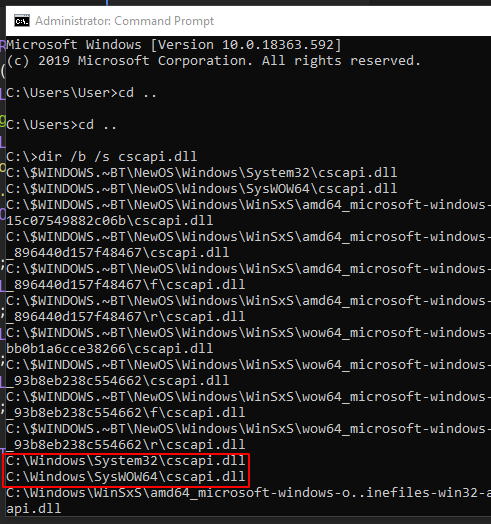 Administrator: Command Prompt
Microsoft Windows [Version 10.0.18363.592]
(c) 2019 Microsoft Corporation. All rights reserved.
C:\Users\User>cd ..
C:\Users>cd ..
C:\>dir /b /s cscapi.dll
C:\$WINDOWS.~BT\NewOS\Windows\System32\cscapi.dll
C:\$WINDOWS.~BT\NewOS\Windows\SysWOW64\cscapi.dll
C:\$WINDOWS.~BT\NewOS\Windows\WinSxS\amd64_microsoft-windows-
15c07549882c06b\cscapi.dll
C:\$WINDOWS.~BT\NewOS\Windows\WinSxS\amd64_microsoft-windows-
_896440d157f48467\cscapi.dll
C:\$WINDOWS.~BT\NewOS\Windows\WinSxS\amd64_microsoft-windows-
_896440d157f48467\f\cscapi.dll
C:\$WINDOWS.~BT\NewOS\Windows\WinSxS\amd64_microsoft-windows-
_896440d157f48467\r\cscapi.dll
C:\$WINDOWS.~BT\NewOS\Windows\WinSxS\wow64_microsoft-windows-
bb0b1a6cce38266\cscapi.dll
C:\$WINDOWS.~BT\NewOS\Windows\WinSxS\wow64_microsoft-windows-
_93b8eb238c554662\cscapi.dll
C:\$WINDOWS.~BT\NewOS\Windows\WinSxS\wow64_microsoft-windows-
_93b8eb238c554662\f\cscapi.dll
C:\$WINDOWS.~BT\NewOS\Windows\WinSxS\wow64_microsoft-windows-
_93b8eb238c554662\r\cscapi.dll
C:\Windows\System32\cscapi.dll
C:\Windows\SysWOW64\cscapi.dll
C:\Windows\WinSxS\amd64_microsoft-windows-o..inefiles-win32-a
api.dll